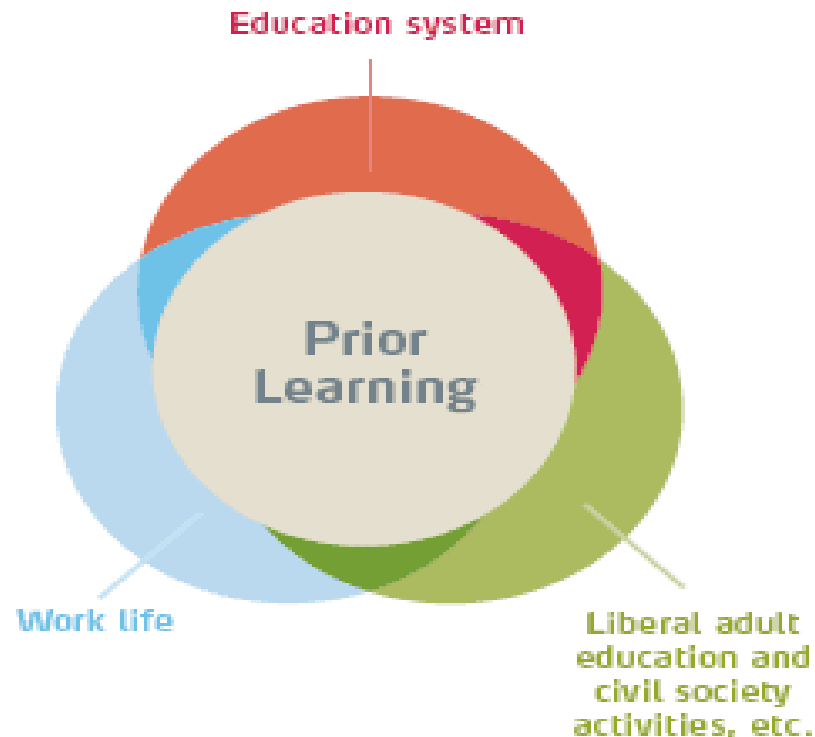 Education system
Prior
Learning
Work life
Liberal adult
education and
civil society
activities, etc.